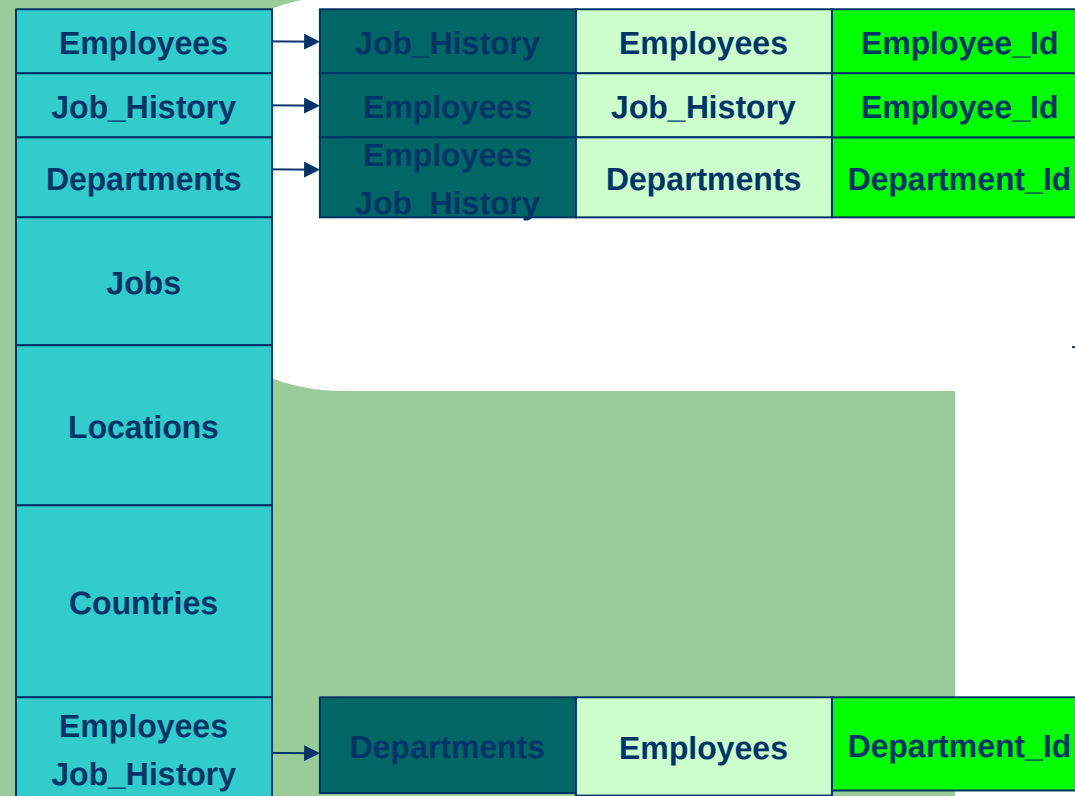 Employees Job_History Employees Employee_Id
Job_History Employees Job_History Employee_Id
Departments Employees Job_History Departments Department_Id
Jobs
Locations
Countries
Employees Job_History Departments Employees Department_Id